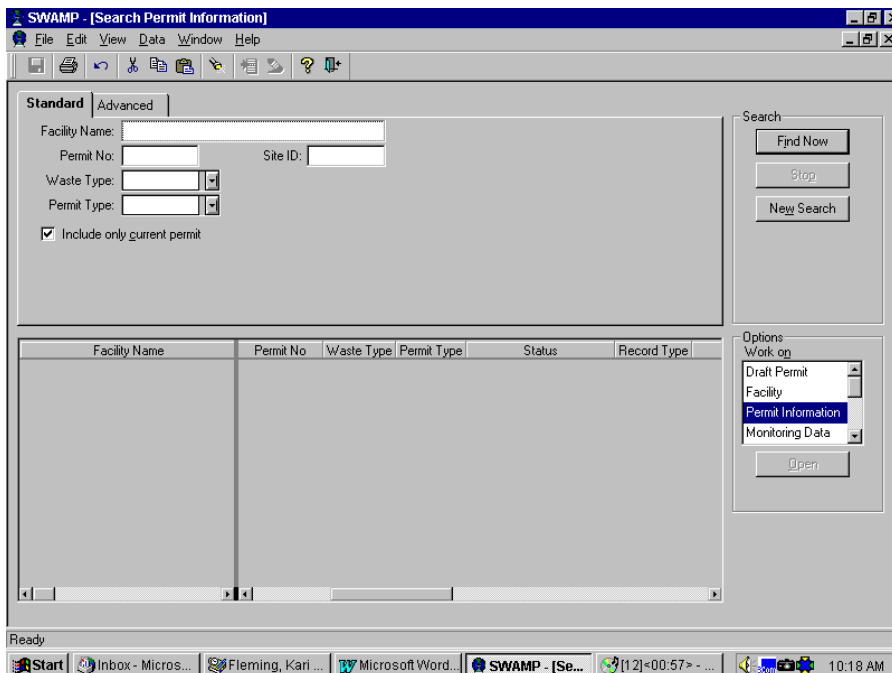 SWAMP - [Search Permit Information]
File Edit View Data Window Help
Standard Advanced
Facility Name:
Permit No: Site ID:
Waste Type:
Permit Type:
Include only current permit
Search
Find Now
Stop
New Search
Facility Name Permit No Waste Type Permit Type Status Record Type
Options
Work on
Draft Permit
Facility
Permit Information
Monitoring Data
Open
Ready
Start Inbox - Micros... Fleming, Kari ... Microsoft Word... SWAMP - [Se... [12]<00:57> - ... 3Com 10:18 AM